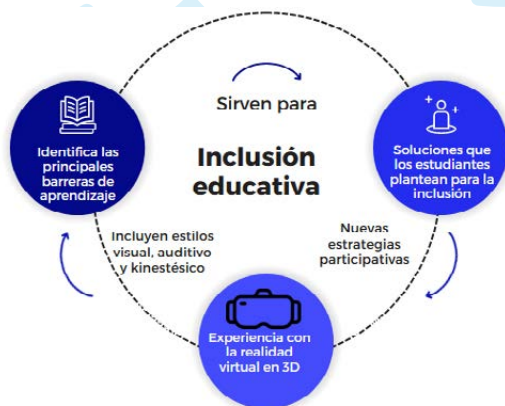 Sirven para
Identifica las
principales
barreras de
aprendizaje
Inclusión
educativa
Soluciones que
los estudiantes
plantean para la
inclusión
Incluyen estilos
visual, auditivo
y kinestésico
Nuevas
estrategias
participativas
Experiencia con
la realidad
virtual en 3D